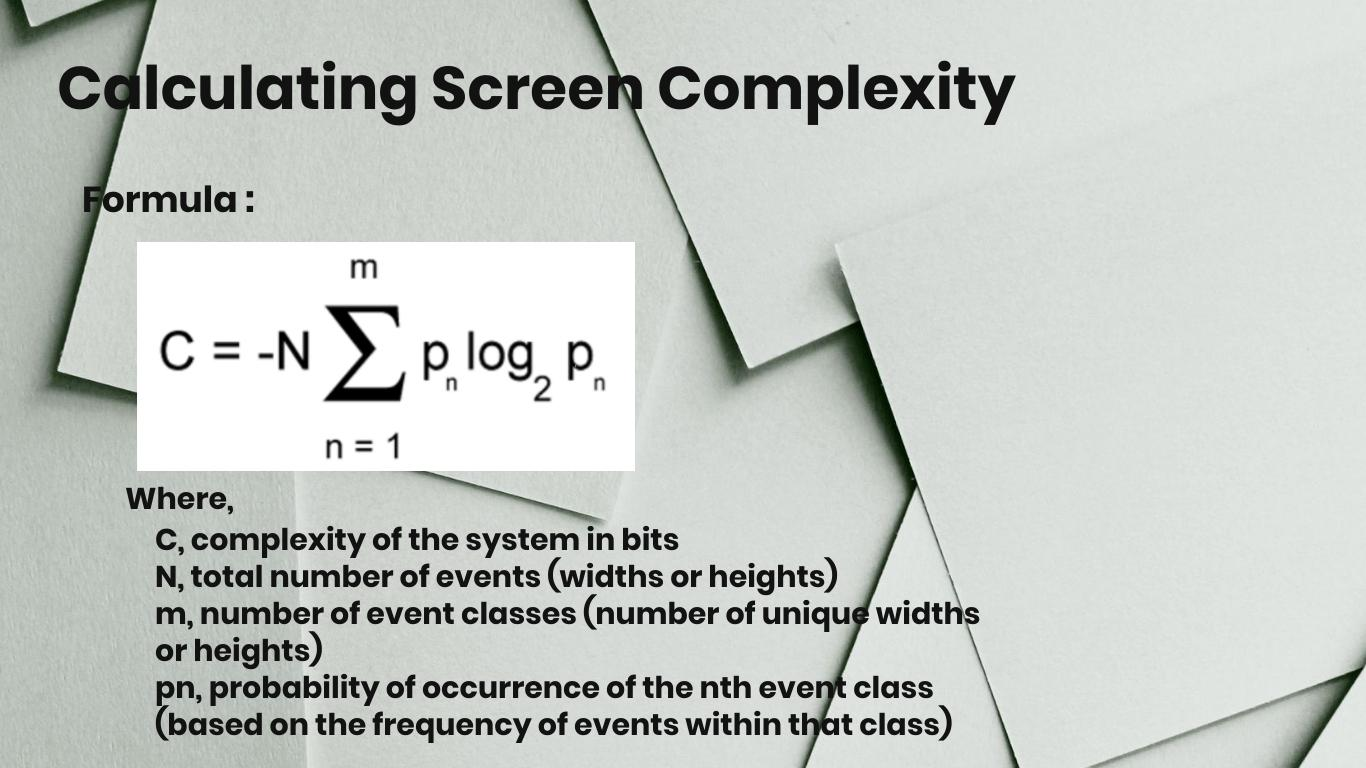 Calculating Screen Complexity
Formula :
m
C = -N ∑ pn log2 pn
n = 1
Where,
C, complexity of the system in bits
N, total number of events (widths or heights)
m, number of event classes (number of unique widths
or heights)
pn, probability of occurrence of the nth event class
(based on the frequency of events within that class)